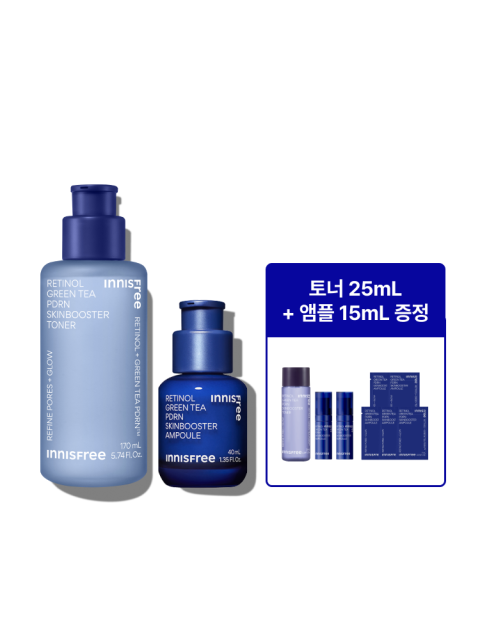 RETINOL
GREEN TEA
PDRN
SKINBOOSTER
TONER
INNISFree
REFINE PORES + GLOW
RETINOL + GREEN TEA PDRN™
170 mL
5.74 Fl.Oz.
INNISFree
RETINOL
GREEN TEA
PDRN
SKINBOOSTER
AMPOULE
INNISFree
40 mL
1.35 Fl.Oz.
INNISFree
토너 25mL
+ 앰플 15mL 증정